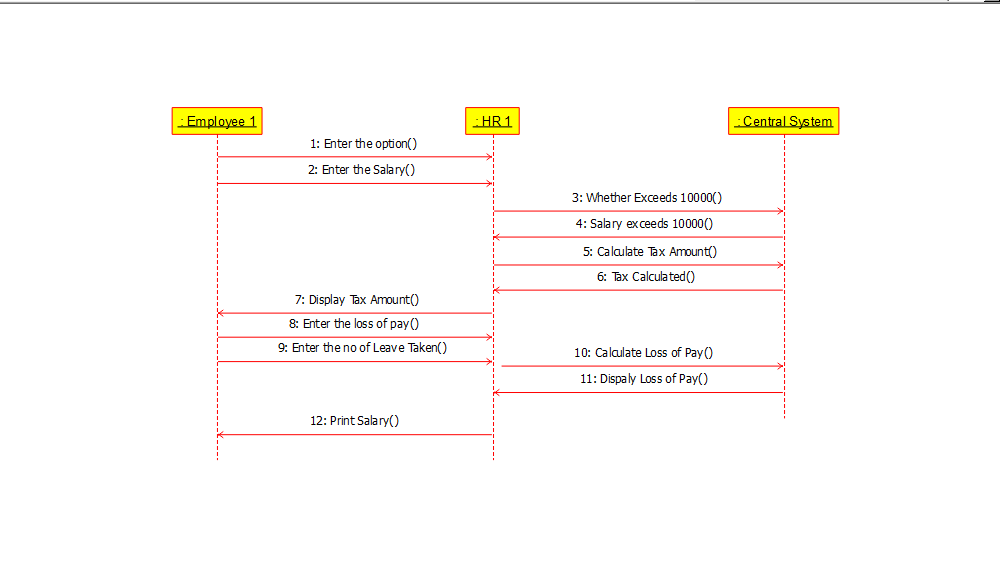 : Employee 1
: HR 1
: Central System
1: Enter the option()
2: Enter the Salary()
3: Whether Exceeds 10000()
4: Salary exceeds 10000()
5: Calculate Tax Amount()
6: Tax Calculated()
7: Display Tax Amount()
8: Enter the loss of pay()
9: Enter the no of Leave Taken()
10: Calculate Loss of Pay()
11: Dispaly Loss of Pay()
12: Print Salary()